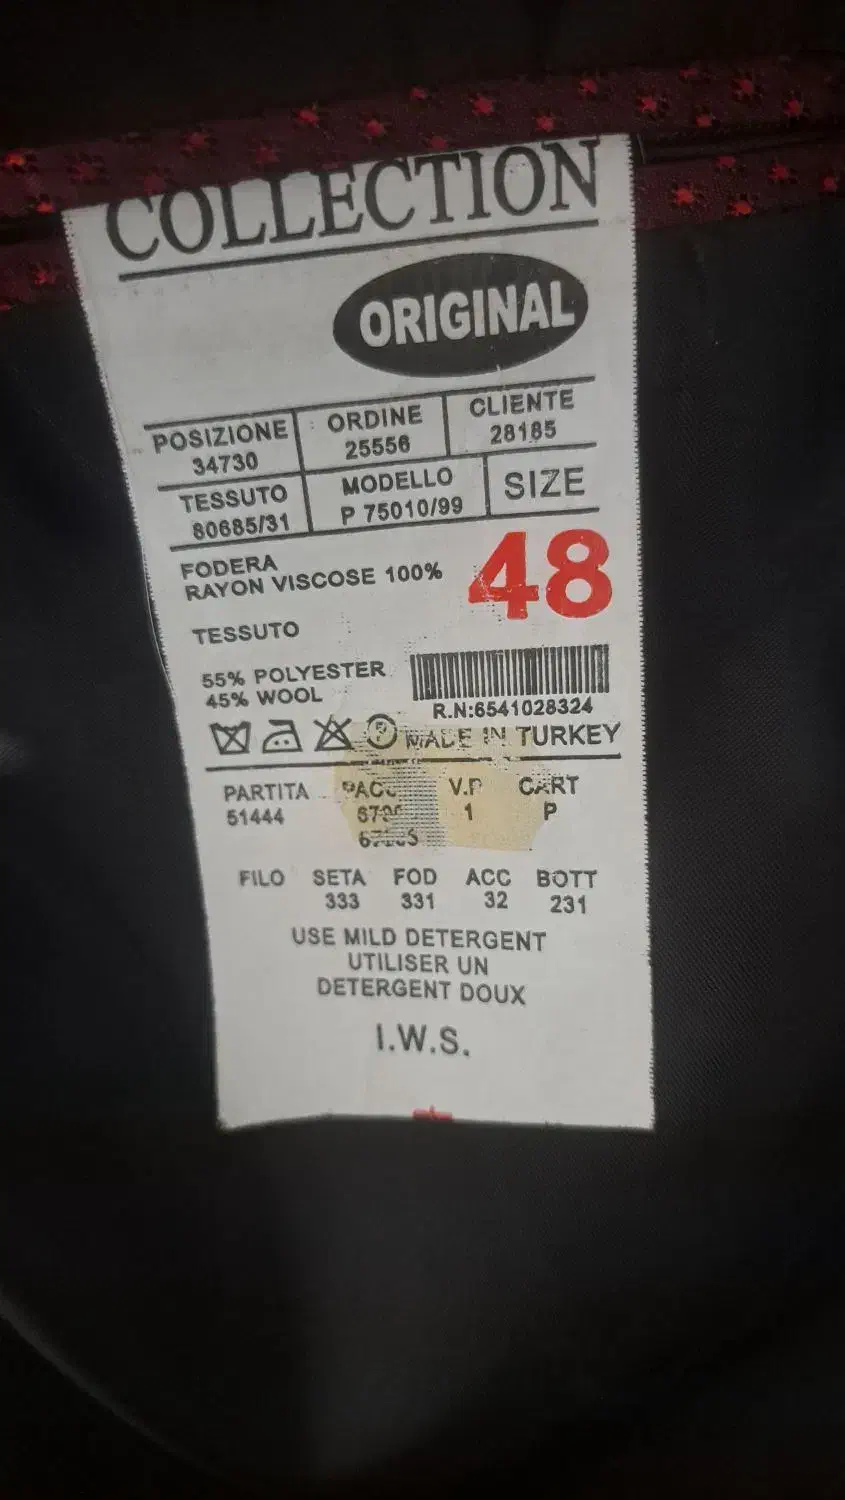 COLLECTION
ORIGINAL
POSIZIONE ORDINE CLIENTE
34730 25556 28185
TESSUTO MODELLO SIZE
80685/31 P 75010/99
48
FODERA
RAYON VISCOSE 100%
TESSUTO
55% POLYESTER
45% WOOL
R.N:6541028324
P MADE IN TURKEY
PARTITA V.P CART
51444 1 P
FILO SETA FOD ACC BOTT
333 331 32 231
USE MILD DETERGENT
UTILISER UN
DETERGENT DOUX
I.W.S.